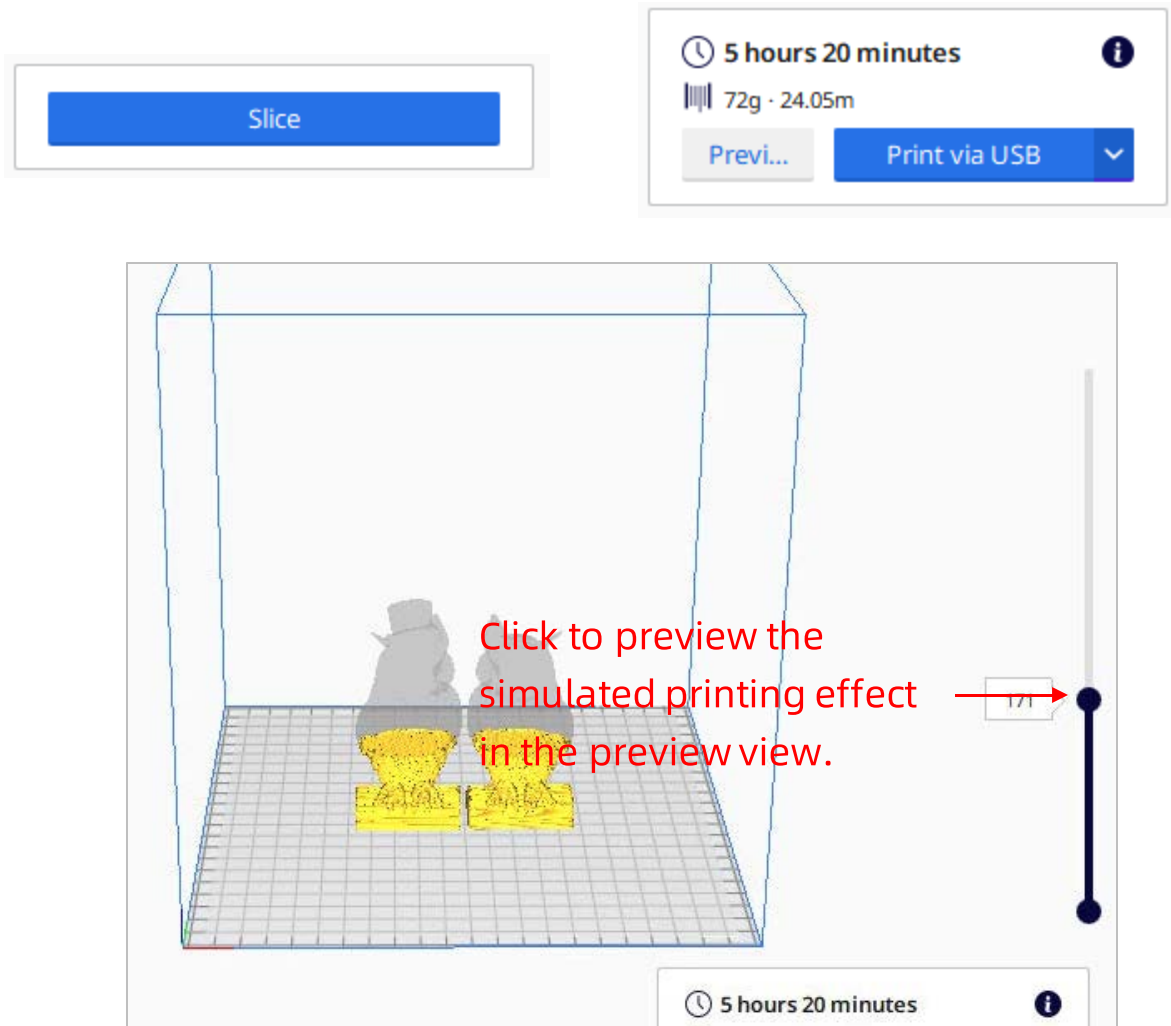 Slice
5 hours 20 minutes
72g · 24.05m
Previ...
Print via USB
Click to preview the
simulated printing effect
in the preview view.
171
5 hours 20 minutes